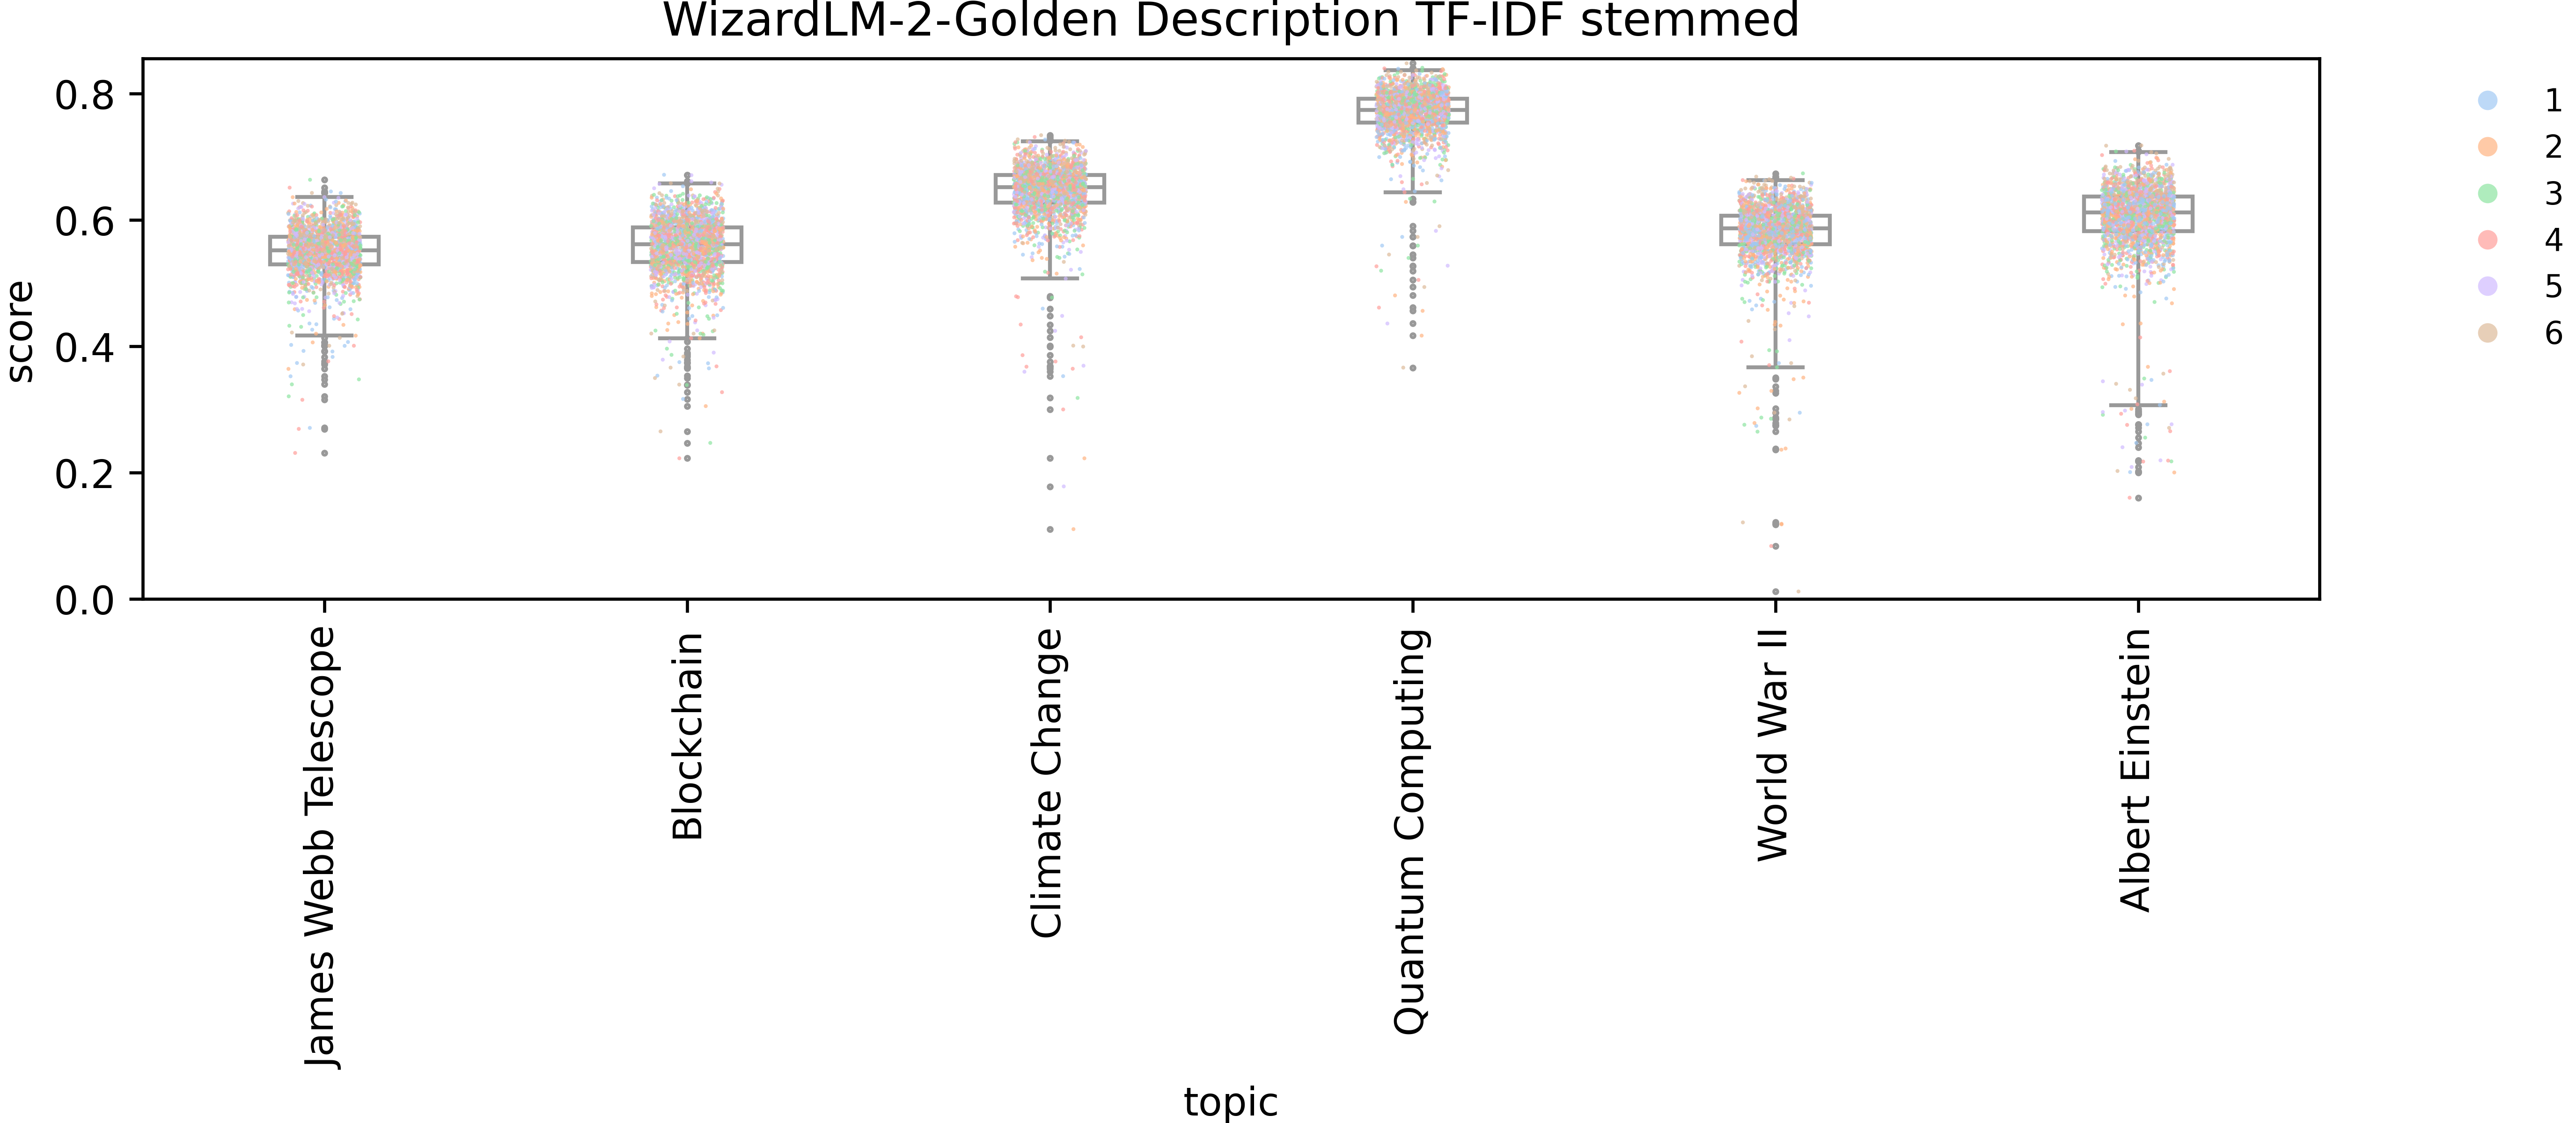 WizardLM-2-Golden Description TF-IDF stemmed
score
0.8
0.6
0.4
0.2
0.0
James Webb Telescope
Blockchain
Climate Change
Quantum Computing
World War II
Albert Einstein
topic
1
2
3
4
5
6